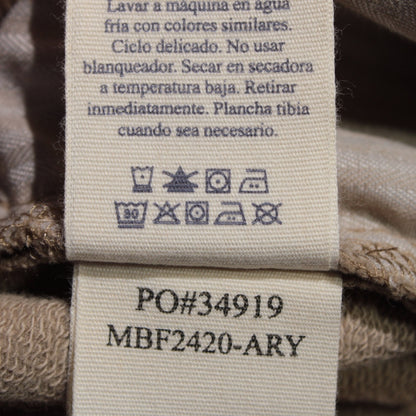 Lavar a máquina en agua
fría con colores similares.
Ciclo delicado. No usar
blanqueador. Secar en secadora
a temperatura baja. Retirar
inmediatamente. Plancha tibia
cuando sea necesario.
30
PO#34919
MBF2420-ARY